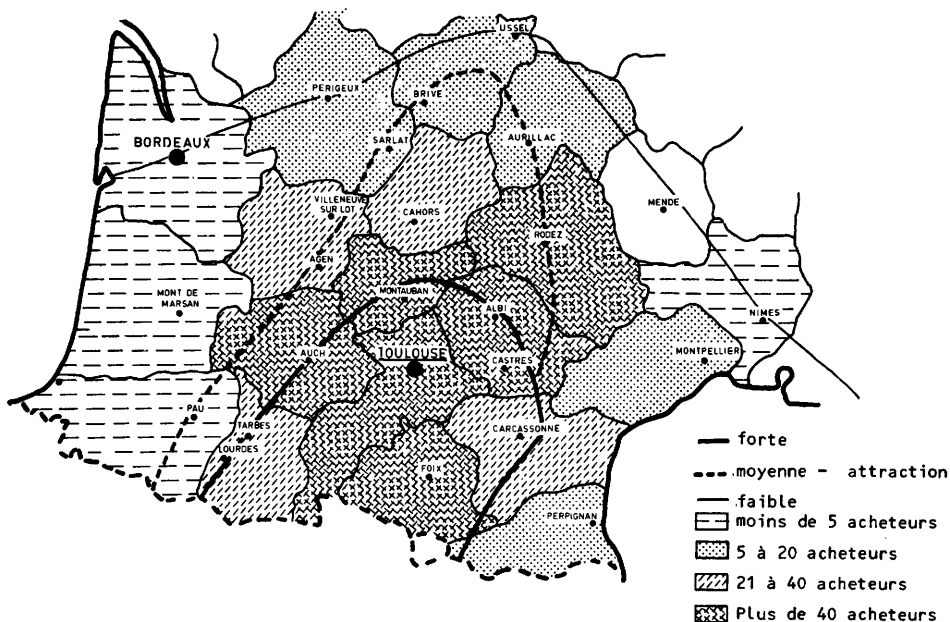 USSEL
PERIGEUX
BRIVE
BORDEAUX
SARLAT
AURILLAC
VILLENEUVE
SUR LOT
CAHORS
MENDE
RODEZ
AGEN
MONT DE
MARSAN
MONTAUBAN
ALBI
NIMES
AUCH
TOULOUSE
CASTRES
MONTPELLIER
PAU
TARBES
LOURDES
CARCASSONNE
FOIX
PERPIGNAN
forte
moyenne - attraction
faible
moins de 5 acheteurs
5 à 20 acheteurs
21 à 40 acheteurs
Plus de 40 acheteurs